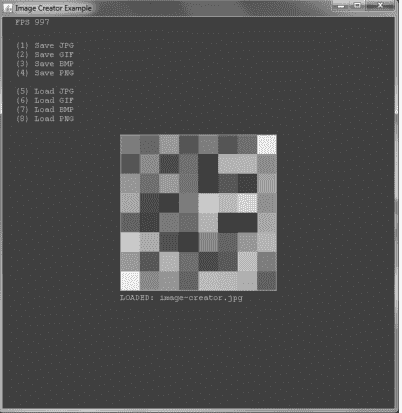 Image Creator Example
FPS 997
(1) Save JPG
(2) Save GIF
(3) Save BMP
(4) Save PNG
(5) Load JPG
(6) Load GIF
(7) Load BMP
(8) Load PNG
LOADED: image-creator.jpg